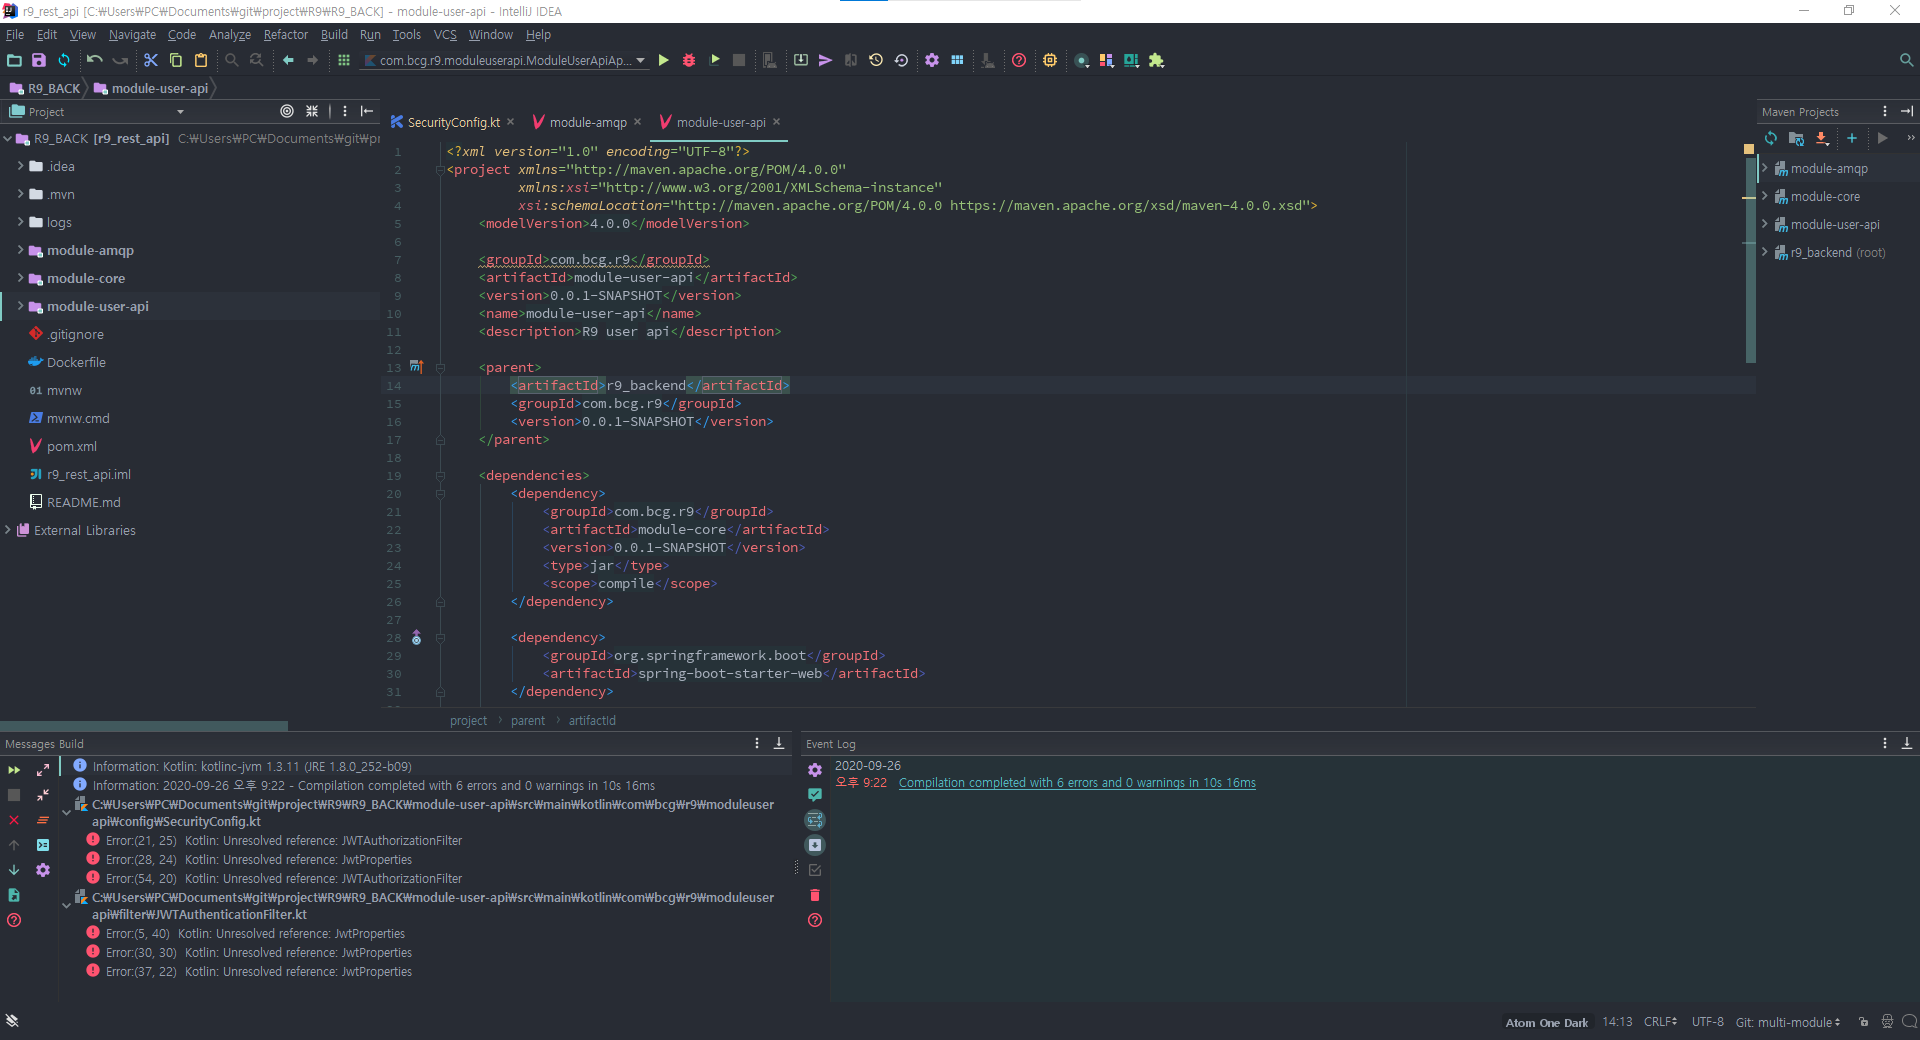 r9_rest_api [C:₩Users₩PC₩Documents₩git₩project₩R9₩R9_BACK] - module-user-api - IntelliJ IDEA
File Edit View Navigate Code Analyze Refactor Build Run Tools VCS Window Help
com.bcg.r9.moduleuserapi.ModuleUserApiAp...
R9_BACK module-user-api
Project
R9_BACK [r9_rest_api] C:₩Users₩PC₩Documents₩git₩pr
.idea
.mvn
logs
module-amqp
module-core
module-user-api
.gitignore
Dockerfile
mvnw
mvnw.cmd
pom.xml
r9_rest_api.iml
README.md
External Libraries
SecurityConfig.kt module-amqp module-user-api
1 <?xml version="1.0" encoding="UTF-8"?>
2 <project xmlns="http://maven.apache.org/POM/4.0.0"
3 xmlns:xsi="http://www.w3.org/2001/XMLSchema-instance"
4 xsi:schemaLocation="http://maven.apache.org/POM/4.0.0 https://maven.apache.org/xsd/maven-4.0.0.xsd">
5 <modelVersion>4.0.0</modelVersion>
6
7 <groupId>com.bcg.r9</groupId>
8 <artifactId>module-user-api</artifactId>
9 <version>0.0.1-SNAPSHOT</version>
10 <name>module-user-api</name>
11 <description>R9 user api</description>
12
13 <parent>
14 <artifactId>r9_backend</artifactId>
15 <groupId>com.bcg.r9</groupId>
16 <version>0.0.1-SNAPSHOT</version>
17 </parent>
18
19 <dependencies>
20 <dependency>
21 <groupId>com.bcg.r9</groupId>
22 <artifactId>module-core</artifactId>
23 <version>0.0.1-SNAPSHOT</version>
24 <type>jar</type>
25 <scope>compile</scope>
26 </dependency>
27
28 <dependency>
29 <groupId>org.springframework.boot</groupId>
30 <artifactId>spring-boot-starter-web</artifactId>
31 </dependency>
project parent artifactId
Maven Projects
module-amqp
module-core
module-user-api
r9_backend (root)
Messages Build
Information: Kotlin: kotlinc-jvm 1.3.11 (JRE 1.8.0_252-b09)
Information: 2020-09-26 오후 9:22 - Compilation completed with 6 errors and 0 warnings in 10s 16ms
C:₩Users₩PC₩Documents₩git₩project₩R9₩R9_BACK₩module-user-api₩src₩main₩kotlin₩com₩bcg₩r9₩moduleuser
api₩config₩SecurityConfig.kt
Error:(21, 25) Kotlin: Unresolved reference: JWTAuthorizationFilter
Error:(28, 24) Kotlin: Unresolved reference: JwtProperties
Error:(54, 20) Kotlin: Unresolved reference: JWTAuthorizationFilter
C:₩Users₩PC₩Documents₩git₩project₩R9₩R9_BACK₩module-user-api₩src₩main₩kotlin₩com₩bcg₩r9₩moduleuser
api₩filter₩JWTAuthenticationFilter.kt
Error:(5, 40) Kotlin: Unresolved reference: JwtProperties
Error:(30, 30) Kotlin: Unresolved reference: JwtProperties
Error:(37, 22) Kotlin: Unresolved reference: JwtProperties
Event Log
2020-09-26
오후 9:22 Compilation completed with 6 errors and 0 warnings in 10s 16ms
Atom One Dark 14:13 CRLF UTF-8 Git: multi-module